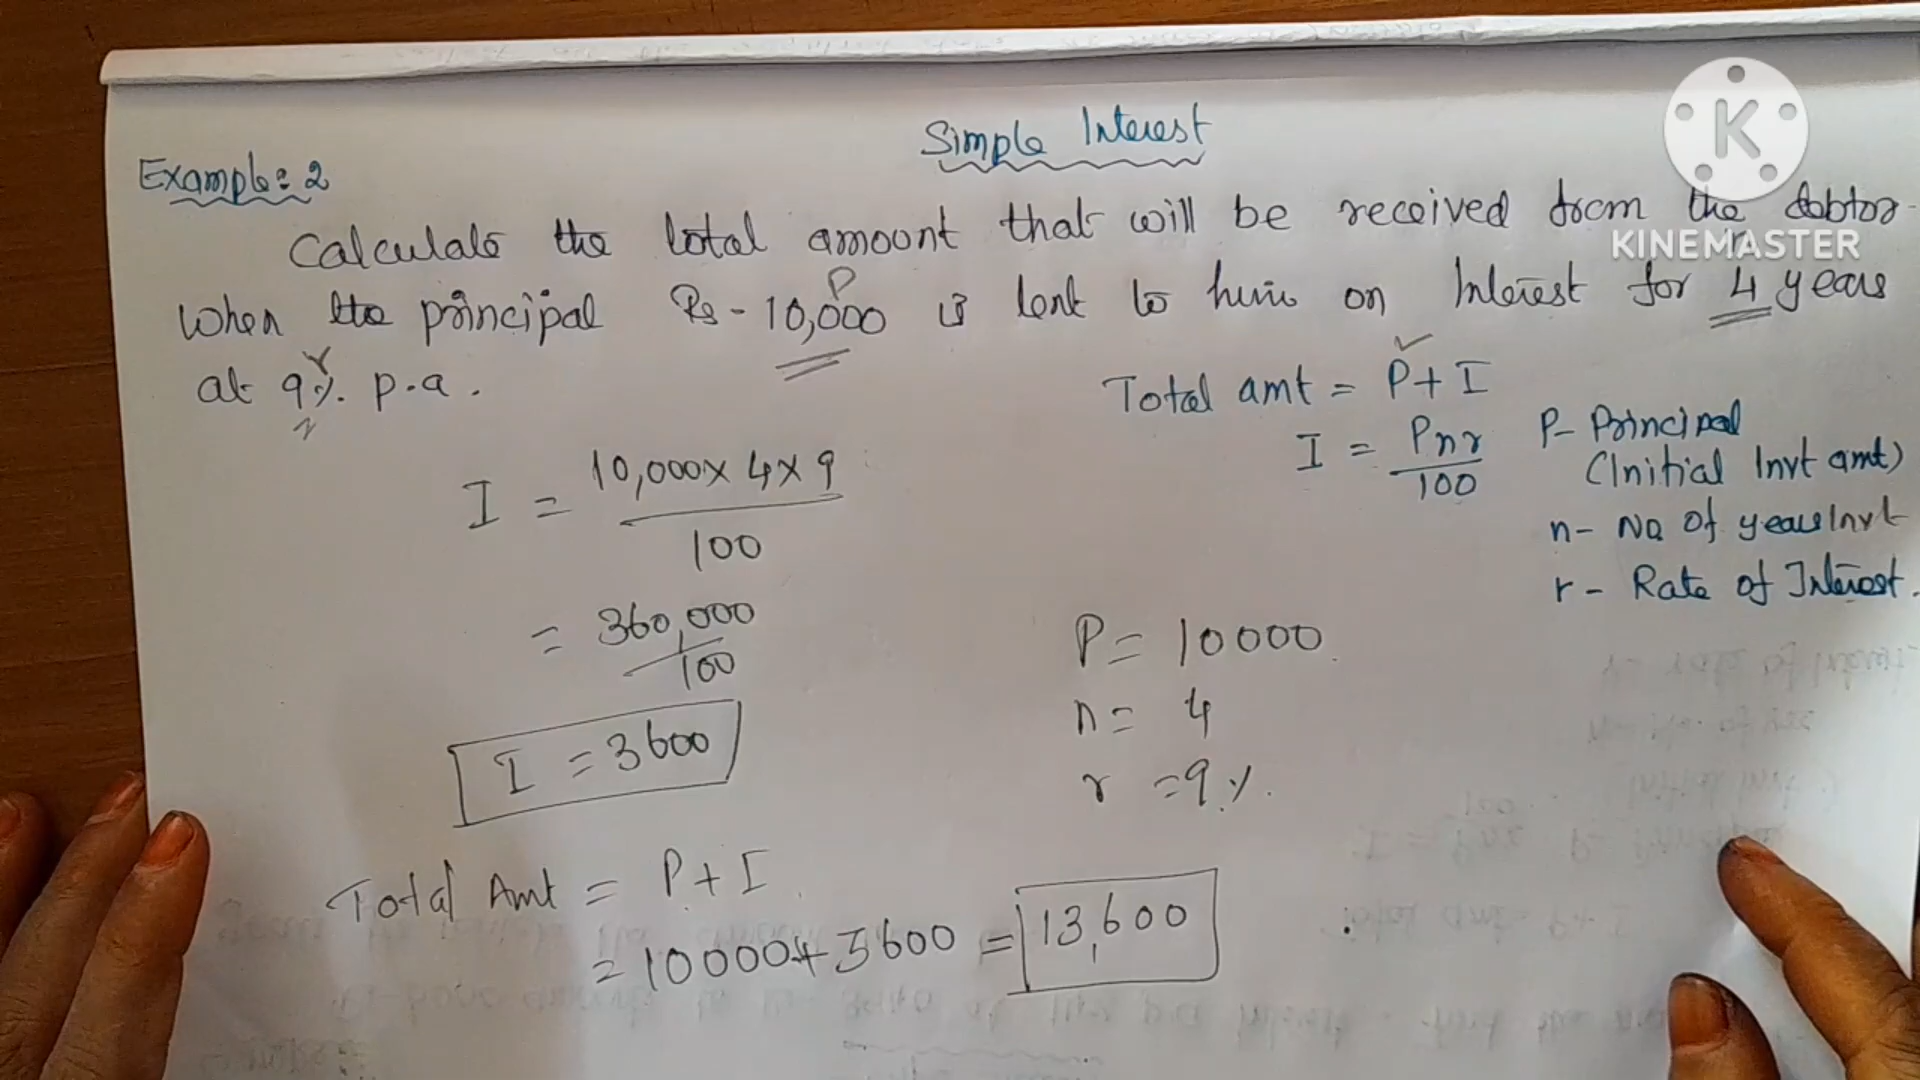 Simple Interest
Example: 2
Calculate the total amount that will be received from the debtor
when the principal Rs - 10,000 is lent to him on Interest for 4 years
P
at 9% p.a.
r
Total amt = P + I
I = Pnr / 100
P - Principal
(Initial Invt amt)
n - No of years Invt
r - Rate of Interest.
I = 10,000 x 4 x 9 / 100
= 360,000 / 100
I = 3600
P = 10000
n = 4
r = 9%.
Total Amt = P + I
= 10000 + 3600 = 13,600
K
KINEMASTER